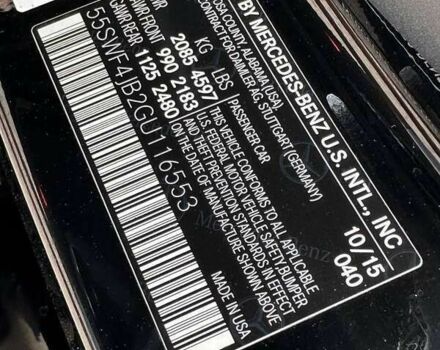 BY MERCEDES-BENZ U.S. INTL., INC
OSA COUNTY, ALABAMA (USA)
CONTRACTOR FOR DAIMLER AG, STUTTGART (GERMANY)
10/15
040
KG LBS
2085 4597
GAWR FRONT 990 2183
GAWR REAR 1125 2480
PASSENGER CAR
THIS VEHICLE CONFORMS TO ALL APPLICABLE
FEDERAL MOTOR VEHICLE SAFETY, BUMPER
AND THEFT PREVENTION STANDARDS IN EFFECT
ON THE DATE OF MANUFACTURE SHOWN ABOVE
55SWF4JB2GU116553
MADE IN USA